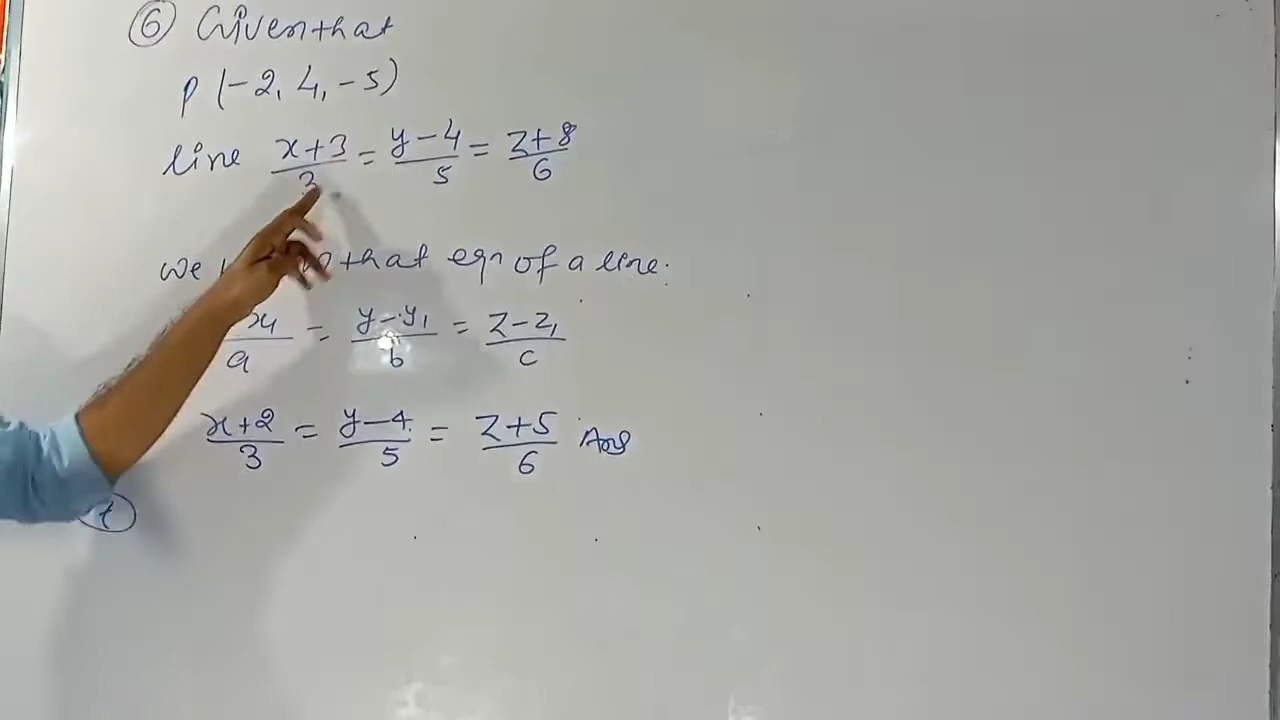 ⑥ Given that
P (-2, 4, -5)
line x+3/3 = y-4/5 = z+8/6
we that eqn of a line.
x₁/a = y-y₁/b = z-z₁/c
x+2/3 = y-4/5 = z+5/6 Ans